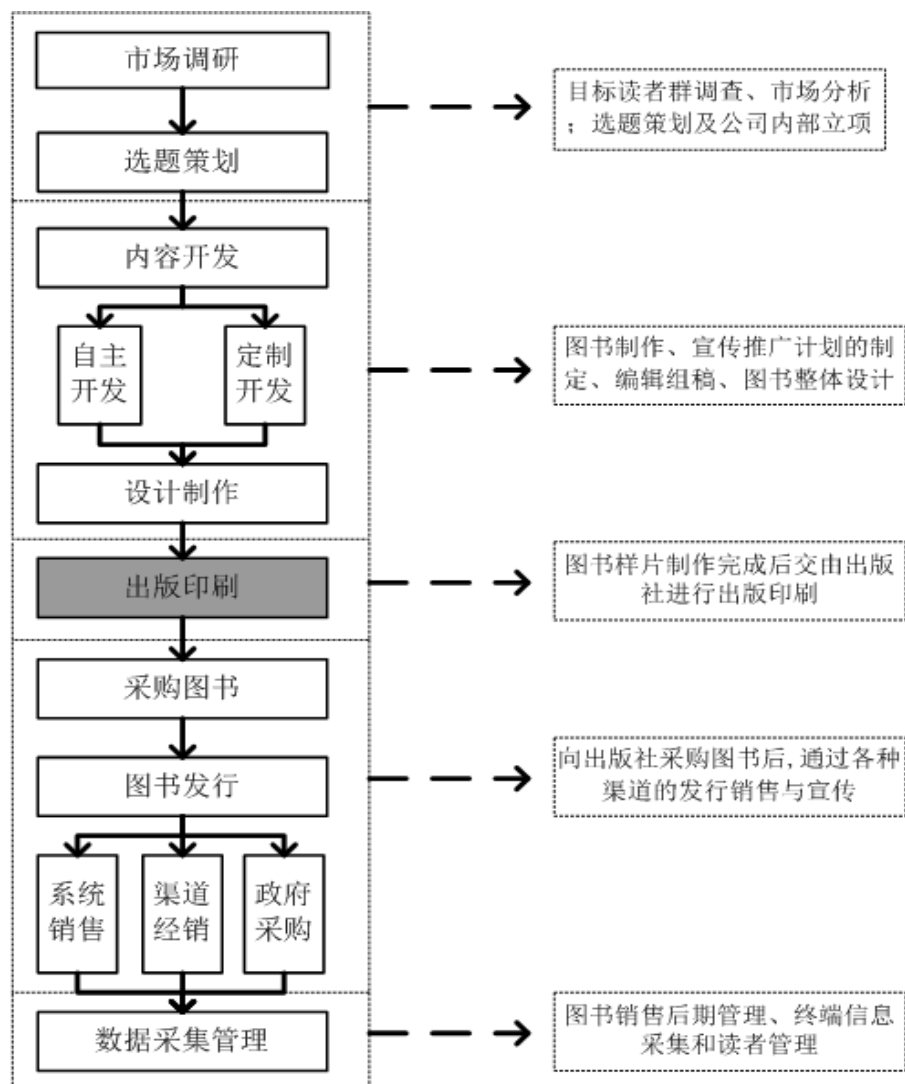 市场调研
目标读者群调查、市场分析
；选题策划及公司内部立项
选题策划
内容开发
自主
开发
定制
开发
图书制作、宣传推广计划的制
定、编辑组稿、图书整体设计
设计制作
出版印刷
图书样片制作完成后交由出版
社进行出版印刷
采购图书
图书发行
向出版社采购图书后,通过各种
渠道的发行销售与宣传
系统
销售
渠道
经销
政府
采购
数据采集管理
图书销售后期管理、终端信息
采集和读者管理